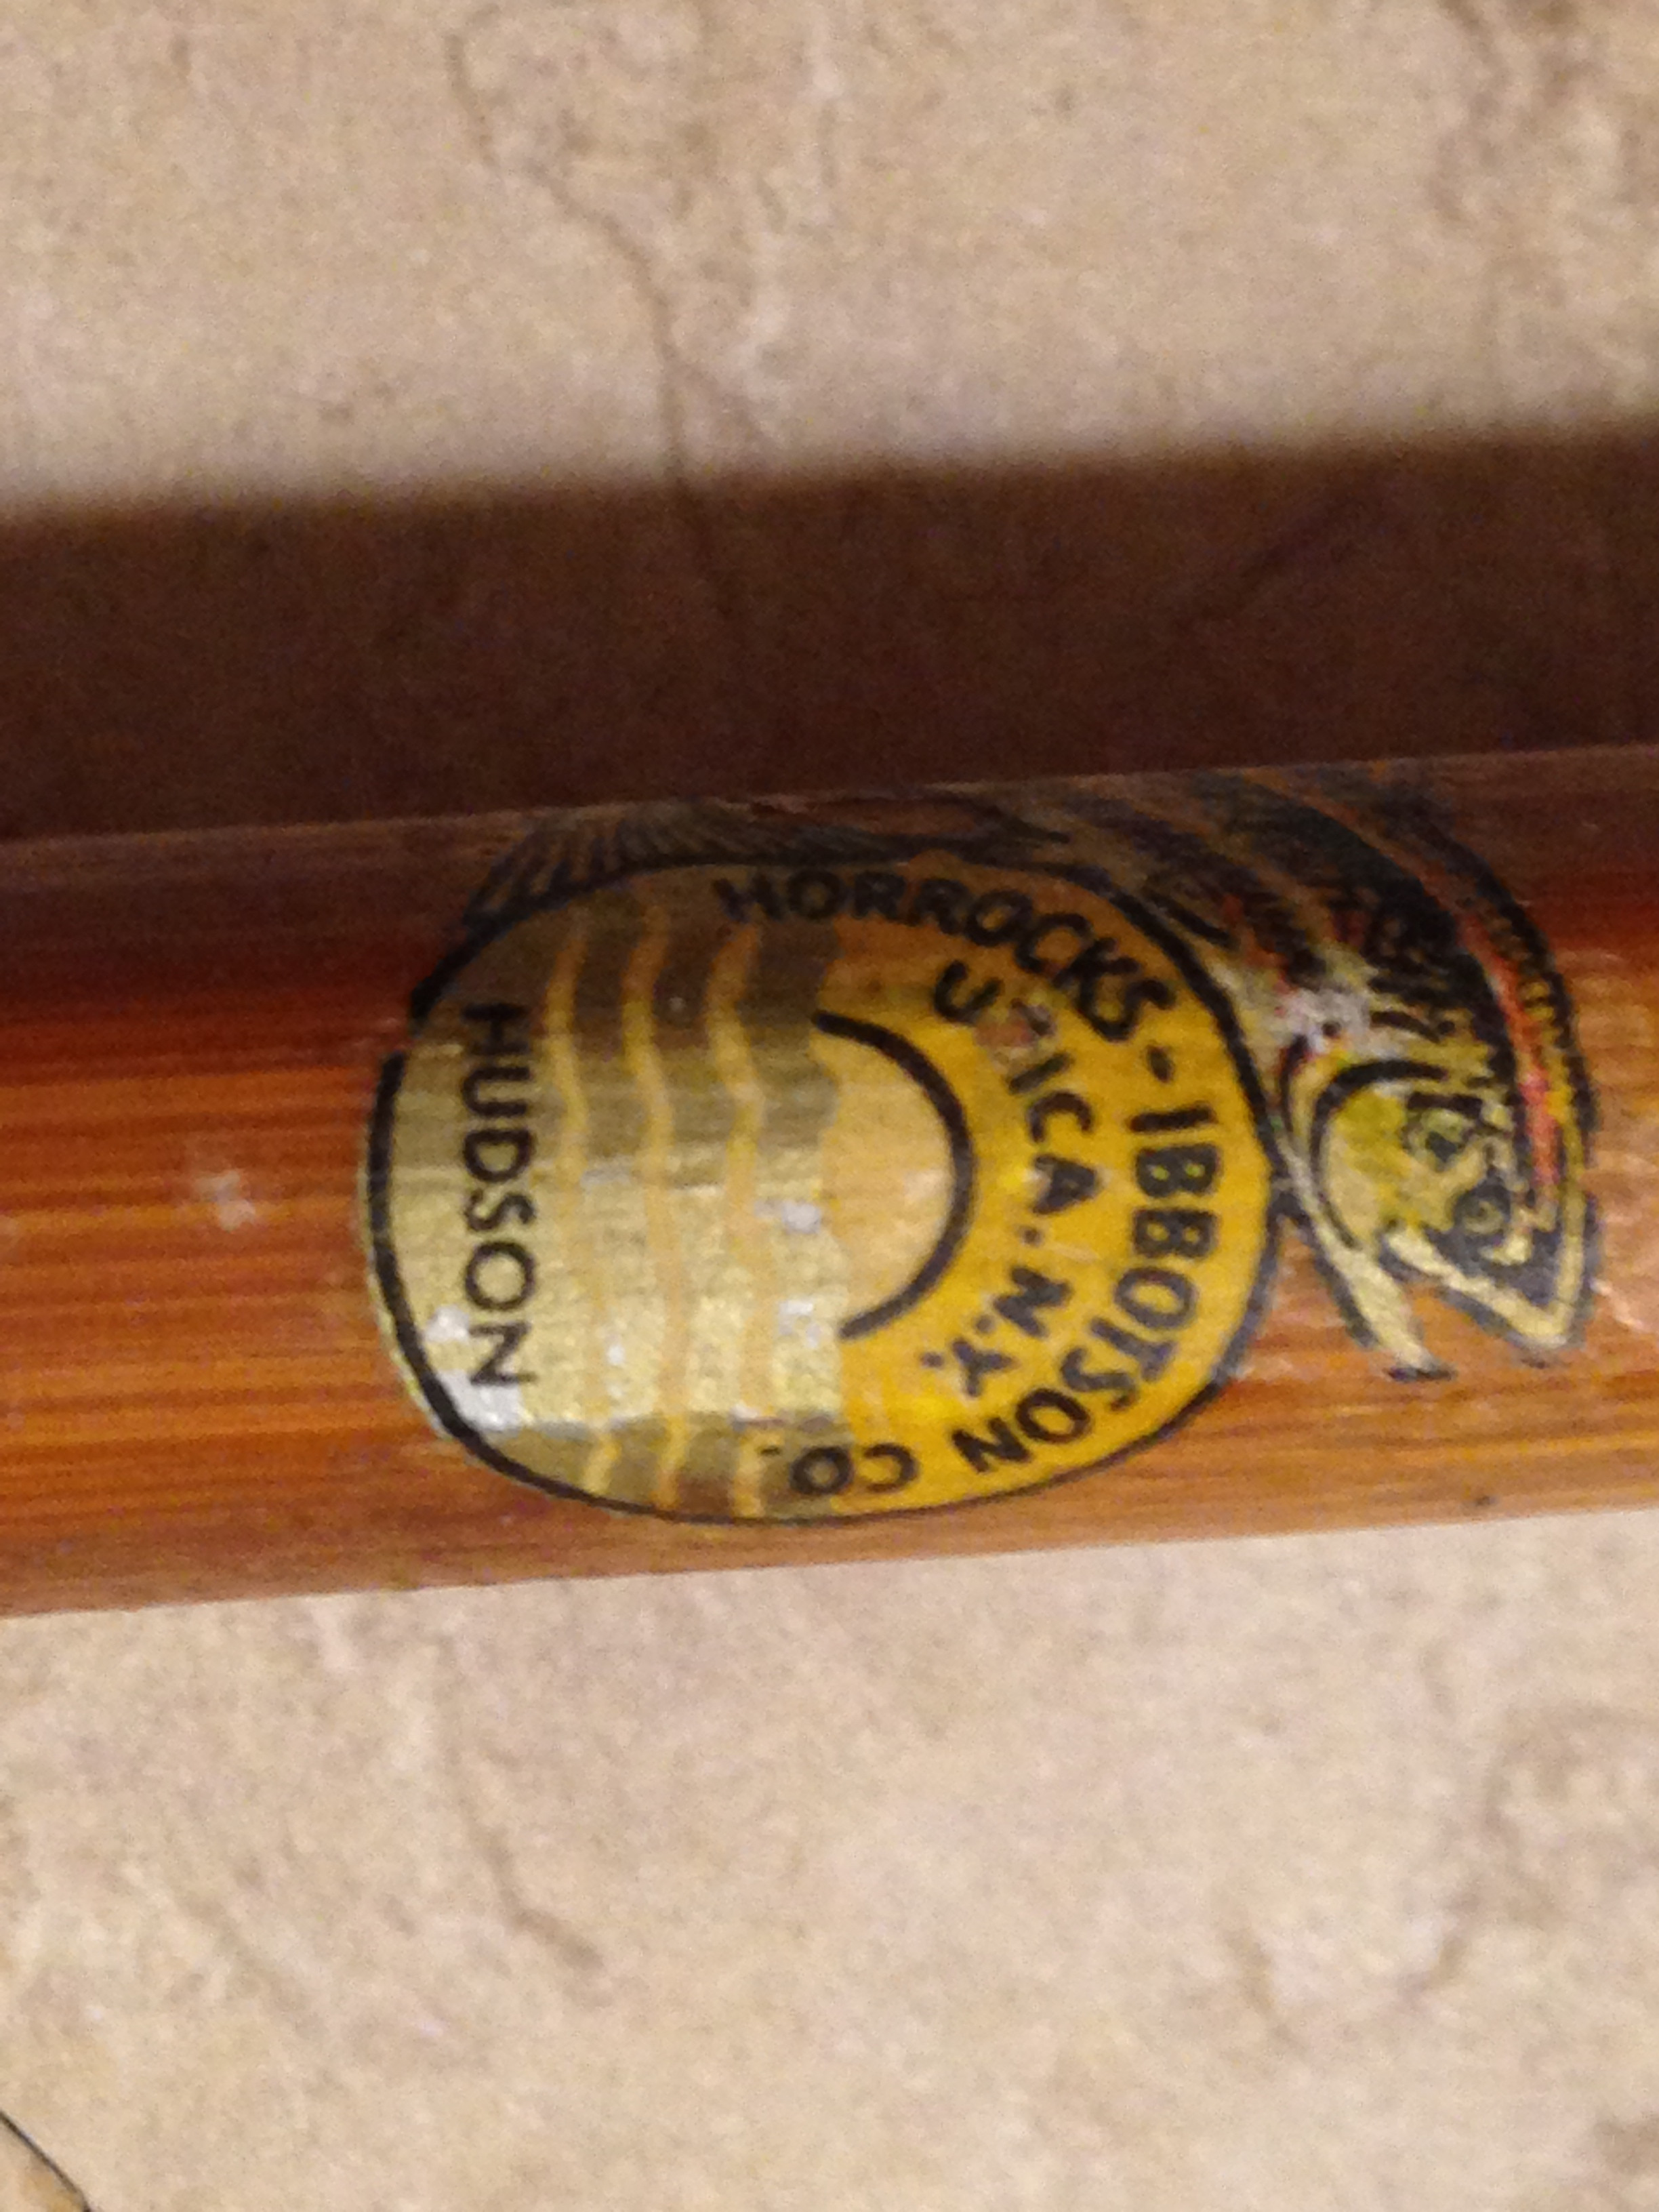 HORROCKS-IBBOTSON CO.
UTICA. N.Y.
HUDSON